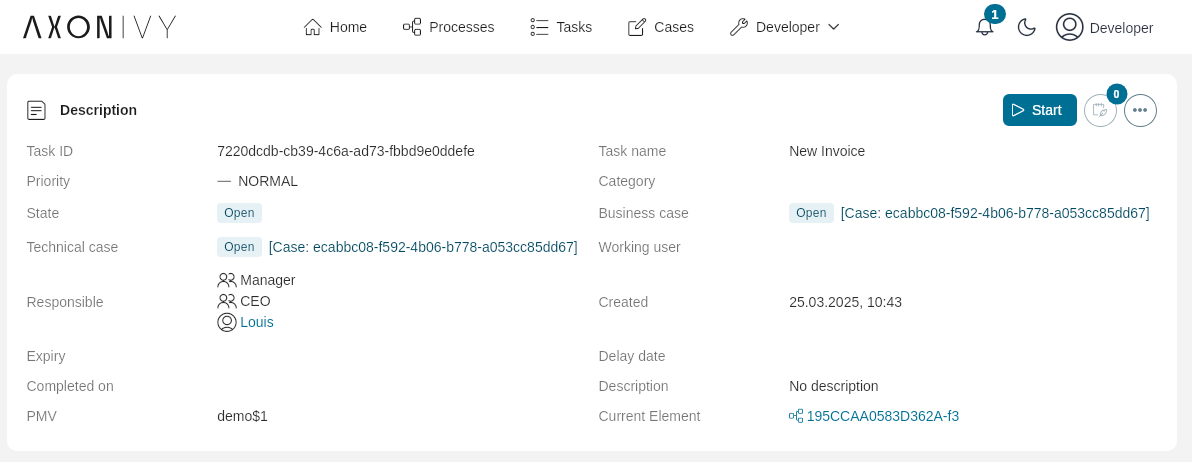 AXONIVY Home Processes Tasks Cases Developer 1 Developer
Description Start 0
Task ID 7220dcdb-cb39-4c6a-ad73-fbbd9e0ddefe Task name New Invoice
Priority — NORMAL Category
State Open Business case Open [Case: ecabbc08-f592-4b06-b778-a053cc85dd67]
Technical case Open [Case: ecabbc08-f592-4b06-b778-a053cc85dd67] Working user
Manager
Responsible CEO Created 25.03.2025, 10:43
Louis
Expiry Delay date
Completed on Description No description
PMV demo$1 Current Element 195CCAA0583D362A-f3